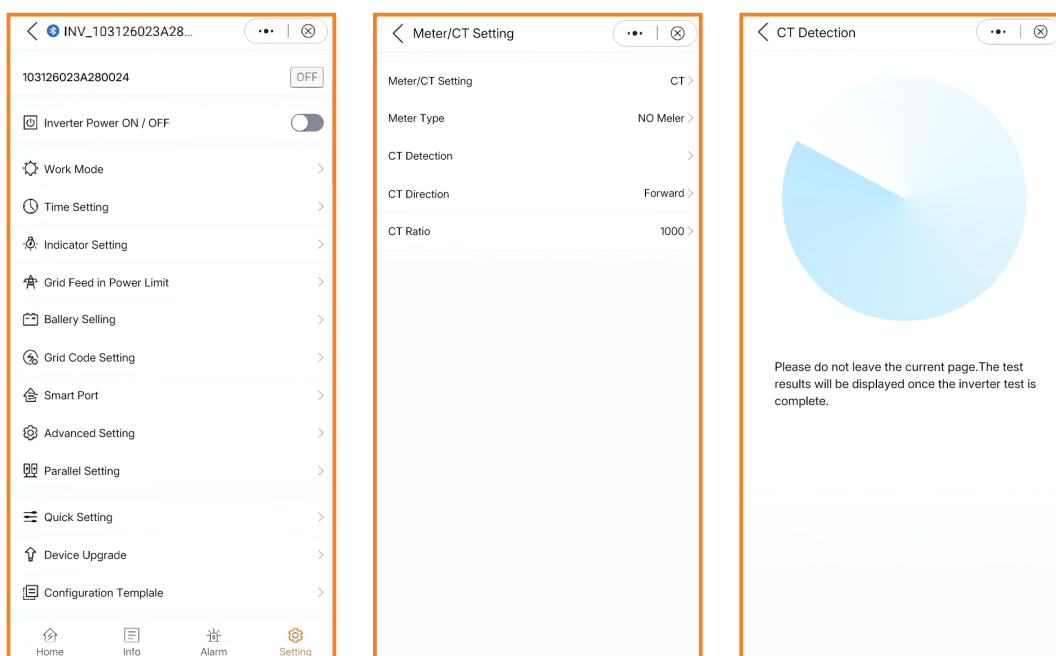 INV_103126023A28...
103126023A280024
OFF
Inverter Power ON / OFF
Work Mode
Time Setting
Indicator Setting
Grid Feed in Power Limit
Ballery Selling
Grid Code Setting
Smart Port
Advanced Setting
Parallel Setting
Quick Setting
Device Upgrade
Configuration Templale
Home
Info
Alarm
Setting
Meter/CT Setting
Meter/CT Setting CT
Meter Type NO Meler
CT Detection
CT Direction Forward
CT Ratio 1000
CT Detection
Please do not leave the current page.The test
results will be displayed once the inverter test is
complete.